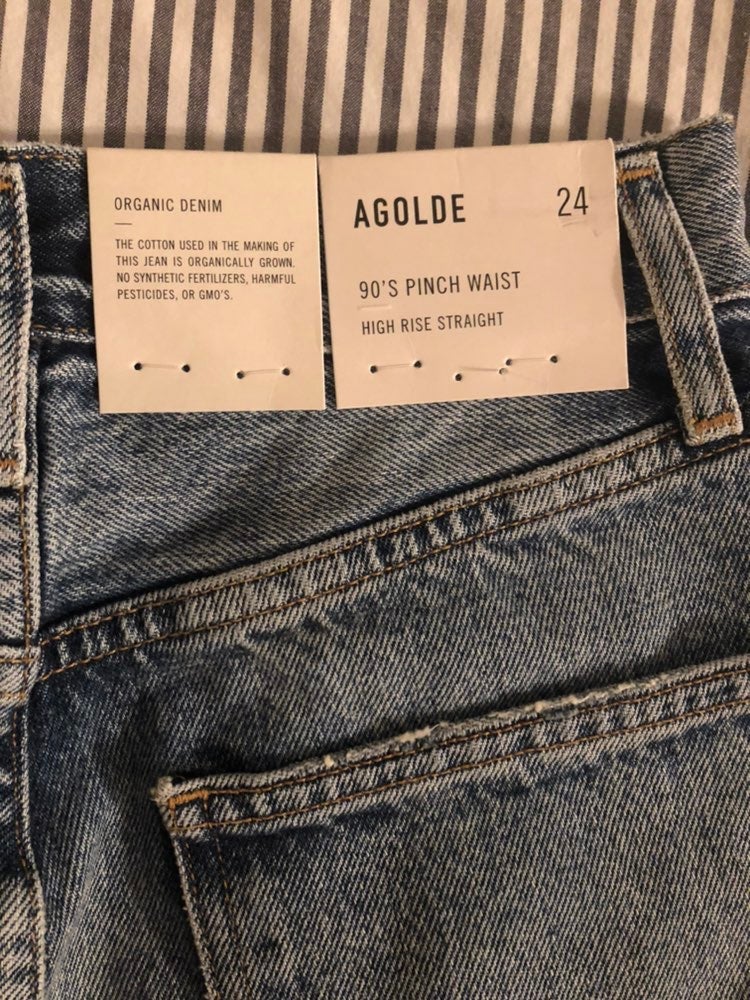 ORGANIC DENIM
THE COTTON USED IN THE MAKING OF
THIS JEAN IS ORGANICALLY GROWN.
NO SYNTHETIC FERTILIZERS, HARMFUL
PESTICIDES, OR GMO'S.
AGOLDE 24
90'S PINCH WAIST
HIGH RISE STRAIGHT